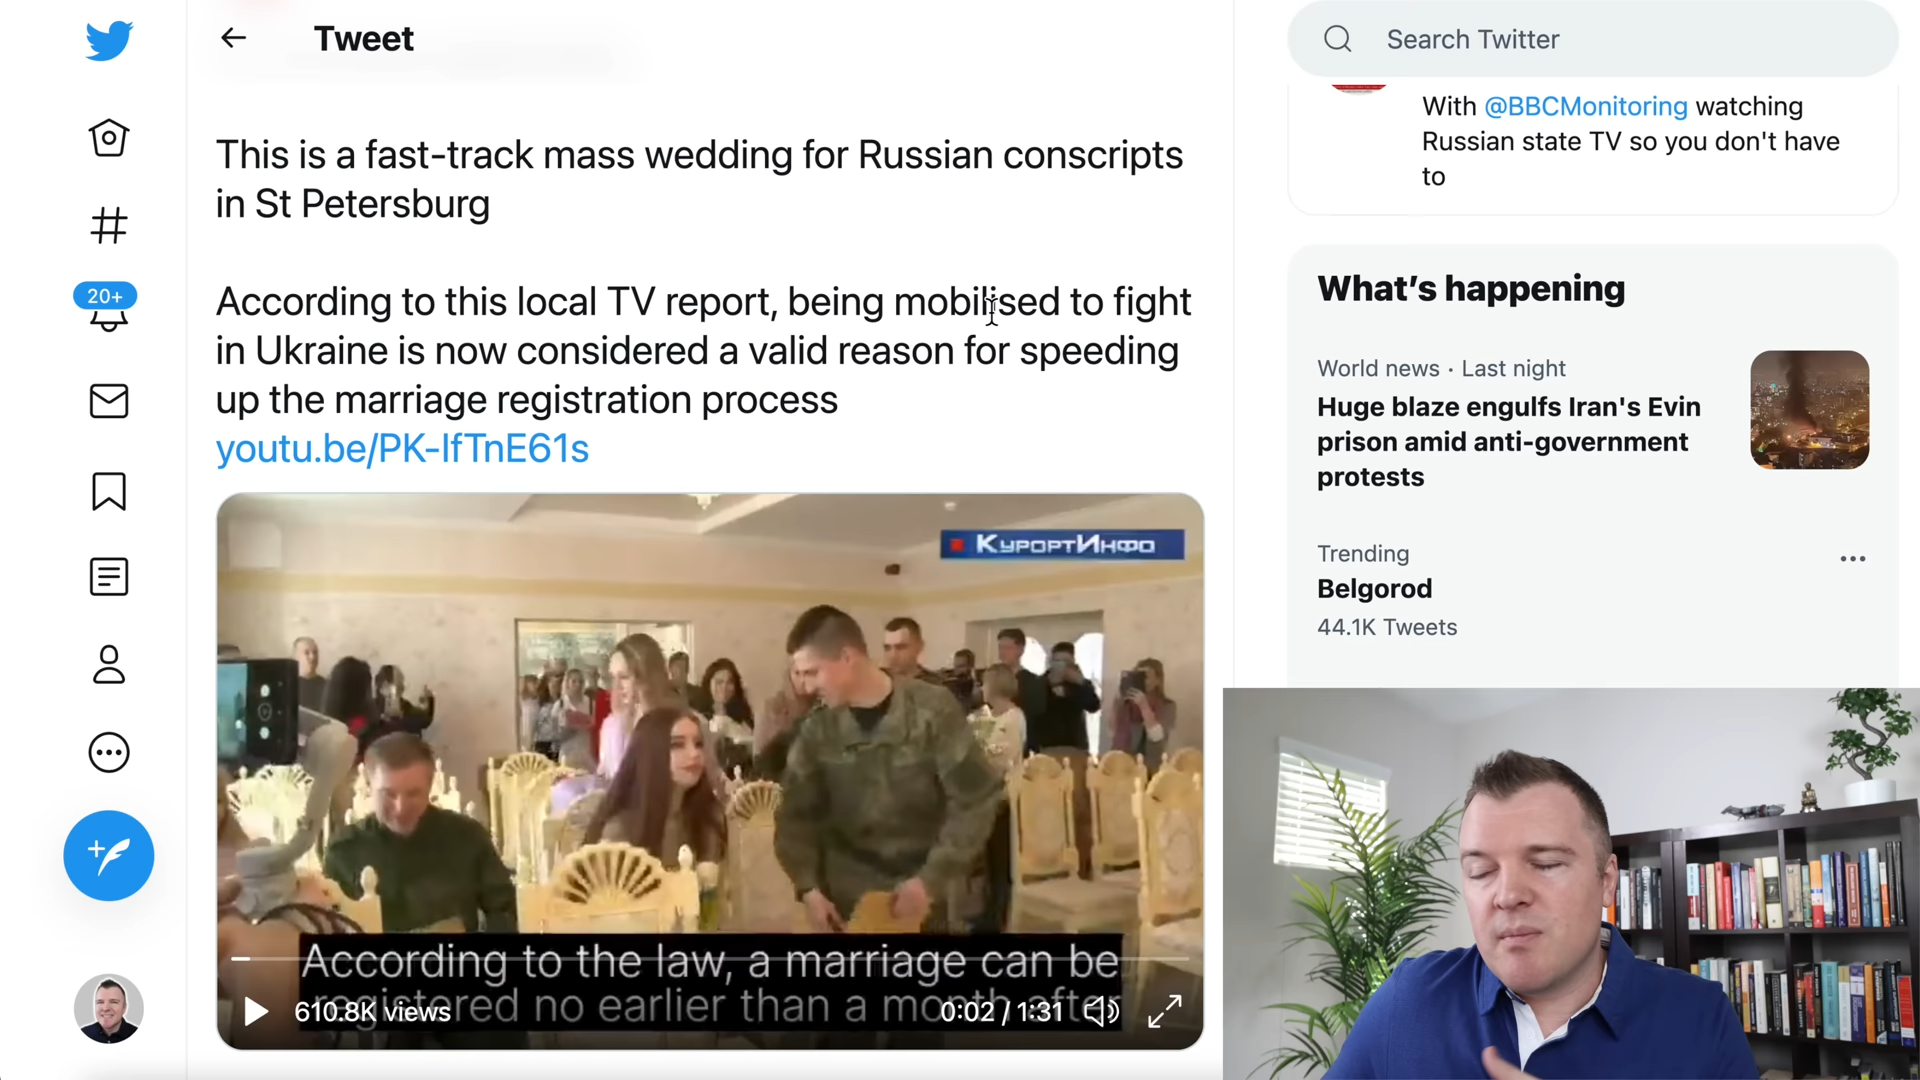 Tweet
This is a fast-track mass wedding for Russian conscripts
in St Petersburg
According to this local TV report, being mobilised to fight
in Ukraine is now considered a valid reason for speeding
up the marriage registration process
youtu.be/PK-IfTnE61s
КурортИнфо
According to the law, a marriage can be
registered no earlier than a month after
610.8K views
0:02 / 1:31
20+
Search Twitter
With @BBCMonitoring watching
Russian state TV so you don't have
to
What's happening
World news · Last night
Huge blaze engulfs Iran's Evin
prison amid anti-government
protests
Trending
Belgorod
44.1K Tweets